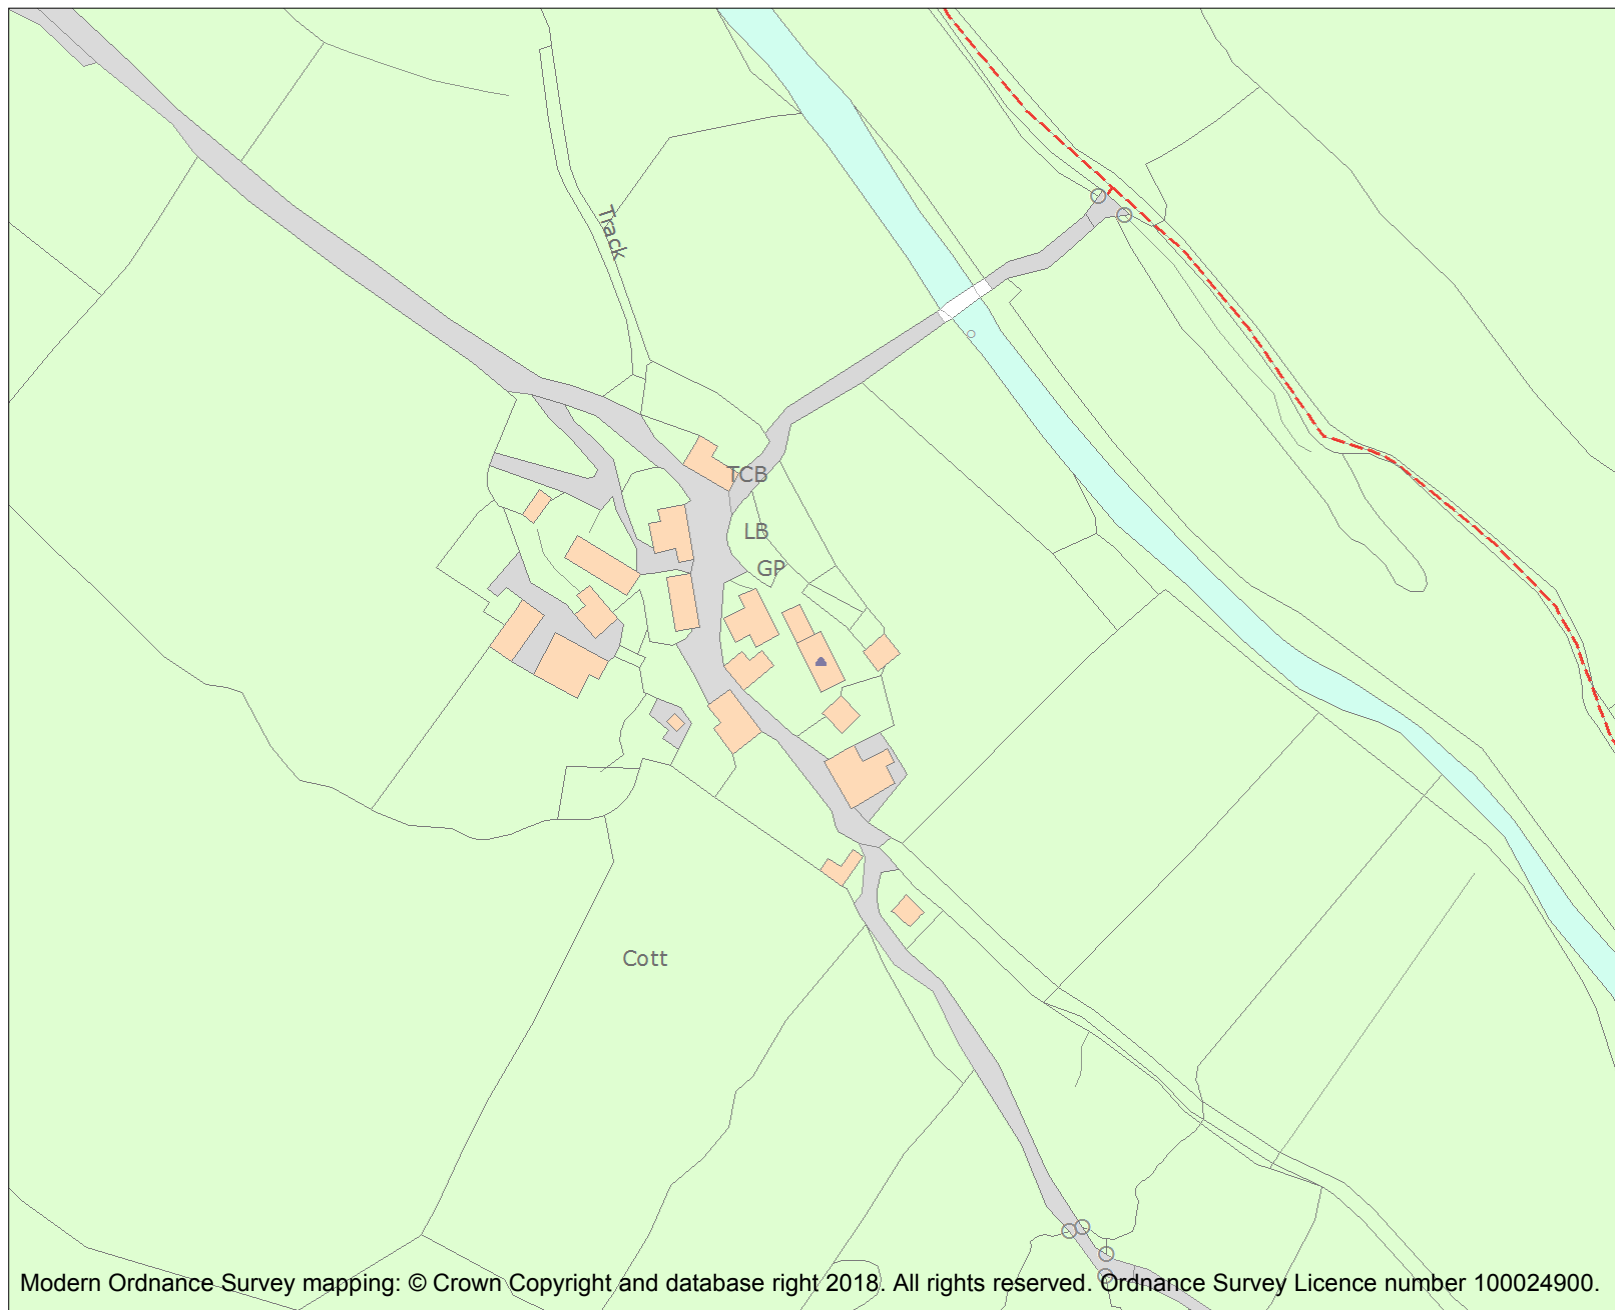 Track
TCB
LB
GP
Cott
Modern Ordnance Survey mapping: © Crown Copyright and database right 2018. All rights reserved. Ordnance Survey Licence number 100024900.